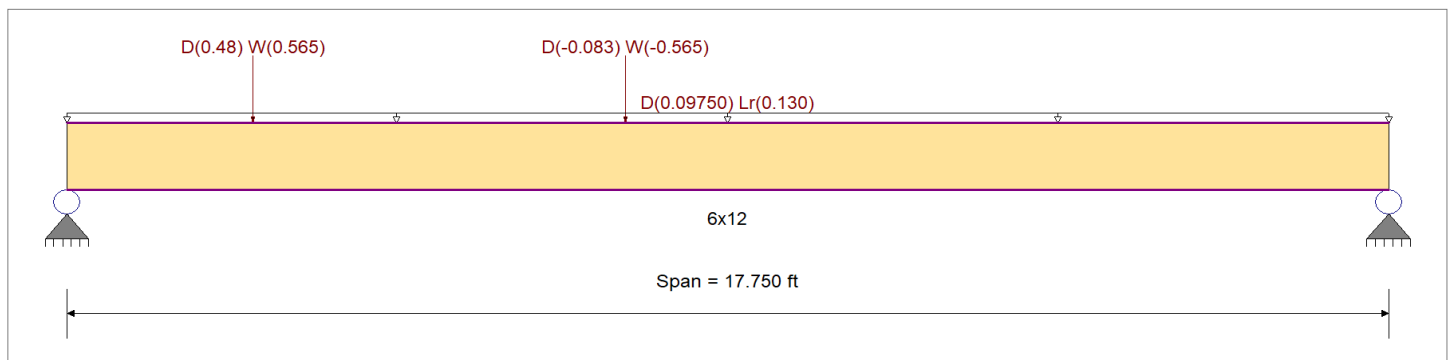 D(0.48) W(0.565)
D(-0.083) W(-0.565)
D(0.09750) Lr(0.130)
6x12
Span = 17.750 ft